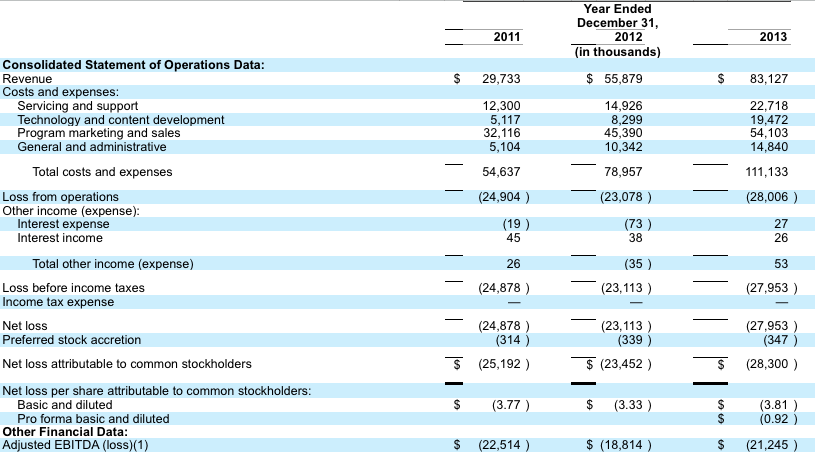 Year Ended
December 31,
2011 2012 2013
(in thousands)
Consolidated Statement of Operations Data:
Revenue $ 29,733 $ 55,879 $ 83,127
Costs and expenses:
Servicing and support 12,300 14,926 22,718
Technology and content development 5,117 8,299 19,472
Program marketing and sales 32,116 45,390 54,103
General and administrative 5,104 10,342 14,840
Total costs and expenses 54,637 78,957 111,133
Loss from operations (24,904 ) (23,078 ) (28,006 )
Other income (expense):
Interest expense (19 ) (73 ) 27
Interest income 45 38 26
Total other income (expense) 26 (35 ) 53
Loss before income taxes (24,878 ) (23,113 ) (27,953 )
Income tax expense — — —
Net loss (24,878 ) (23,113 ) (27,953 )
Preferred stock accretion (314 ) (339 ) (347 )
Net loss attributable to common stockholders $ (25,192 ) $ (23,452 ) $ (28,300 )
Net loss per share attributable to common stockholders:
Basic and diluted $ (3.77 ) $ (3.33 ) $ (3.81 )
Pro forma basic and diluted $ (0.92 )
Other Financial Data:
Adjusted EBITDA (loss)(1) $ (22,514 ) $ (18,814 ) $ (21,245 )